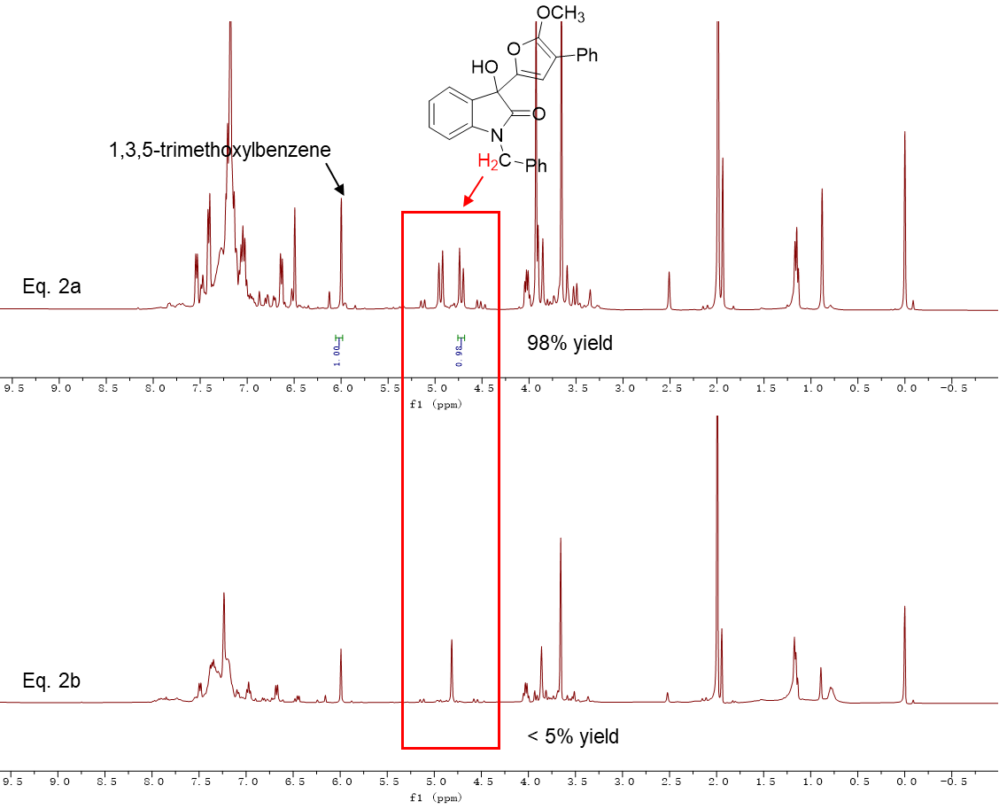 OCH3
O
Ph
HO
O
N
H2C
Ph
1,3,5-trimethoxylbenzene
Eq. 2a
98% yield
1.00
0.98
9.5 9.0 8.5 8.0 7.5 7.0 6.5 6.0 5.5 5.0 4.5 4.0 3.5 3.0 2.5 2.0 1.5 1.0 0.5 0.0 -0.5
f1 (ppm)
Eq. 2b
< 5% yield
9.5 9.0 8.5 8.0 7.5 7.0 6.5 6.0 5.5 5.0 4.5 4.0 3.5 3.0 2.5 2.0 1.5 1.0 0.5 0.0 -0.5
f1 (ppm)